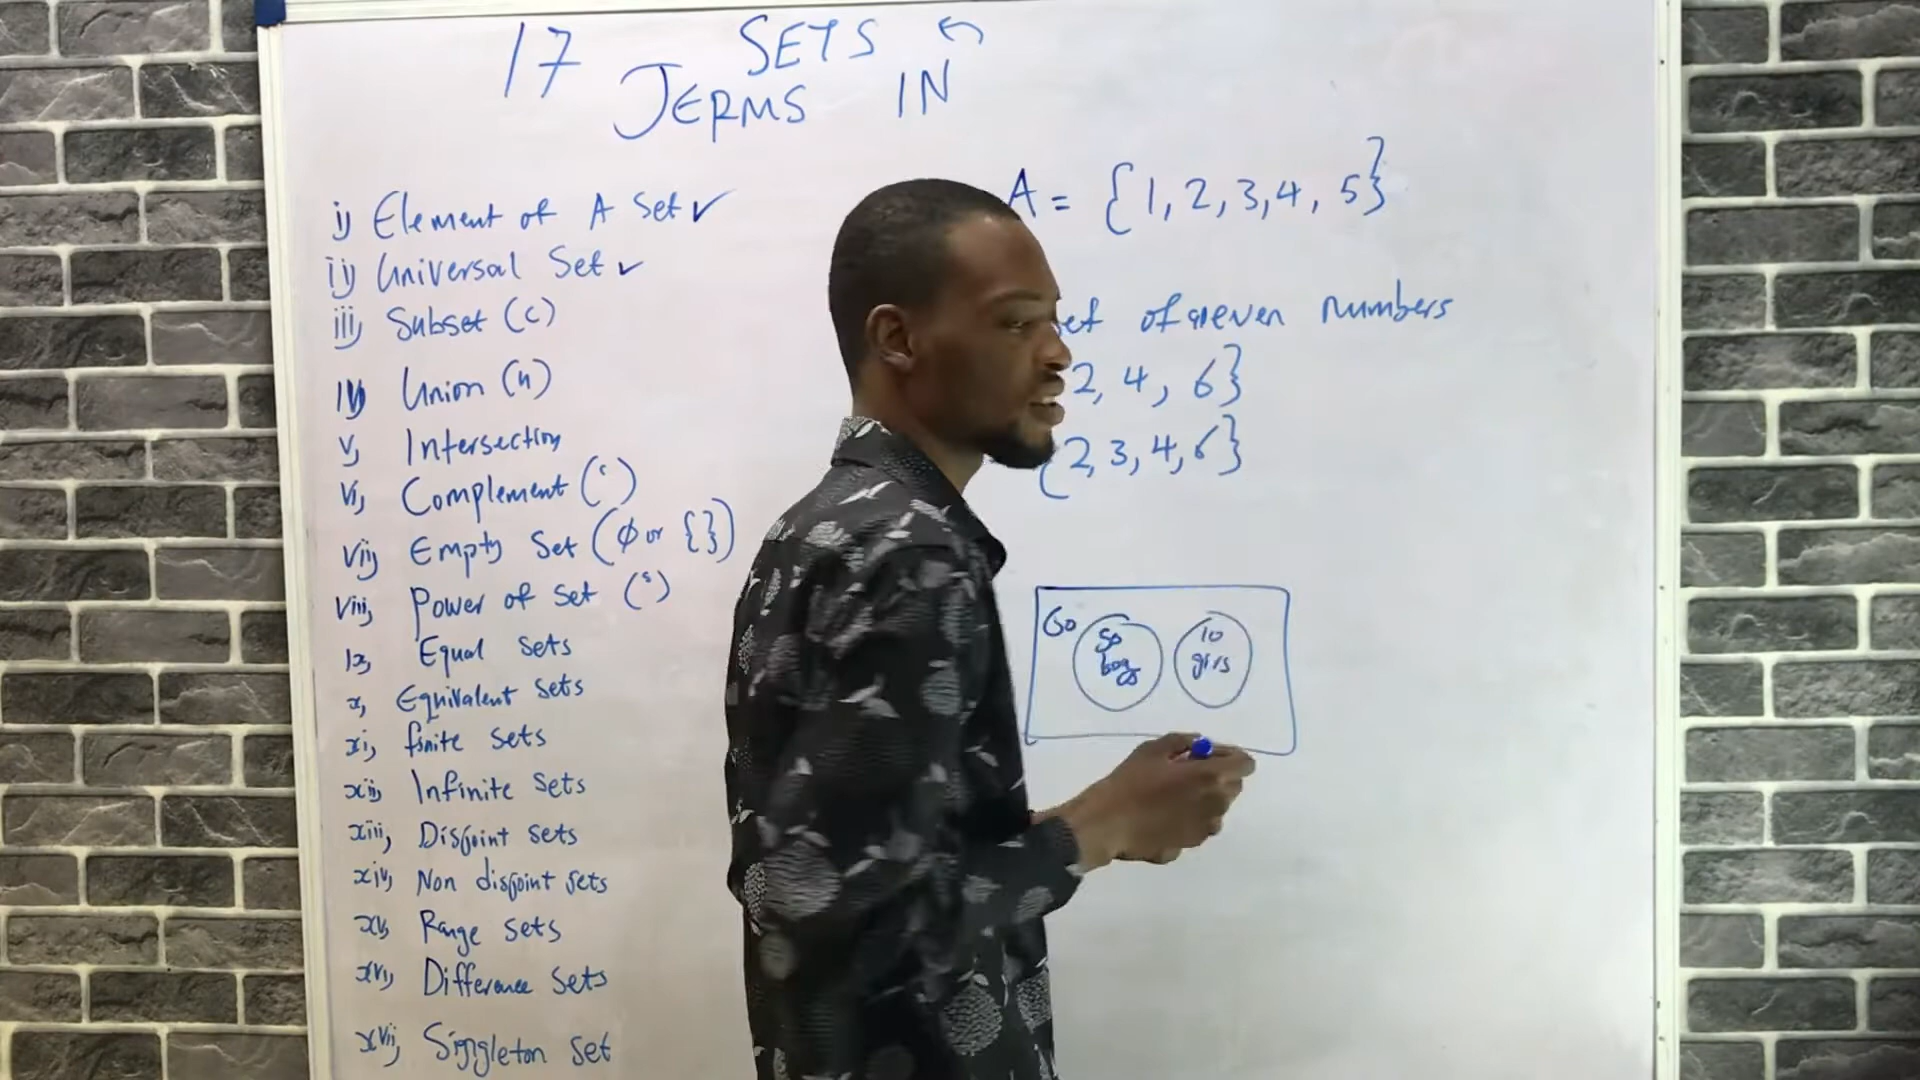 17 SETS
TERMS IN
i) Element of A Set ✓
ii) Universal Set ✓
iii, Subset (c)
iv) Union (u)
v, Intersection
vi, Complement (')
vii, Empty Set (ϕ or { })
viii, Power of set (s)
ix, Equal sets
x, Equivalent sets
xi, finite sets
xii, Infinite sets
xiii, Disjoint sets
xiv, Non disjoint sets
xv, Range sets
xvi, Difference sets
xvii, Singleton set
A = {1, 2, 3, 4, 5}
et of even numbers
2, 4, 6}
{2, 3, 4, 6}
60
50 boys
10 girs